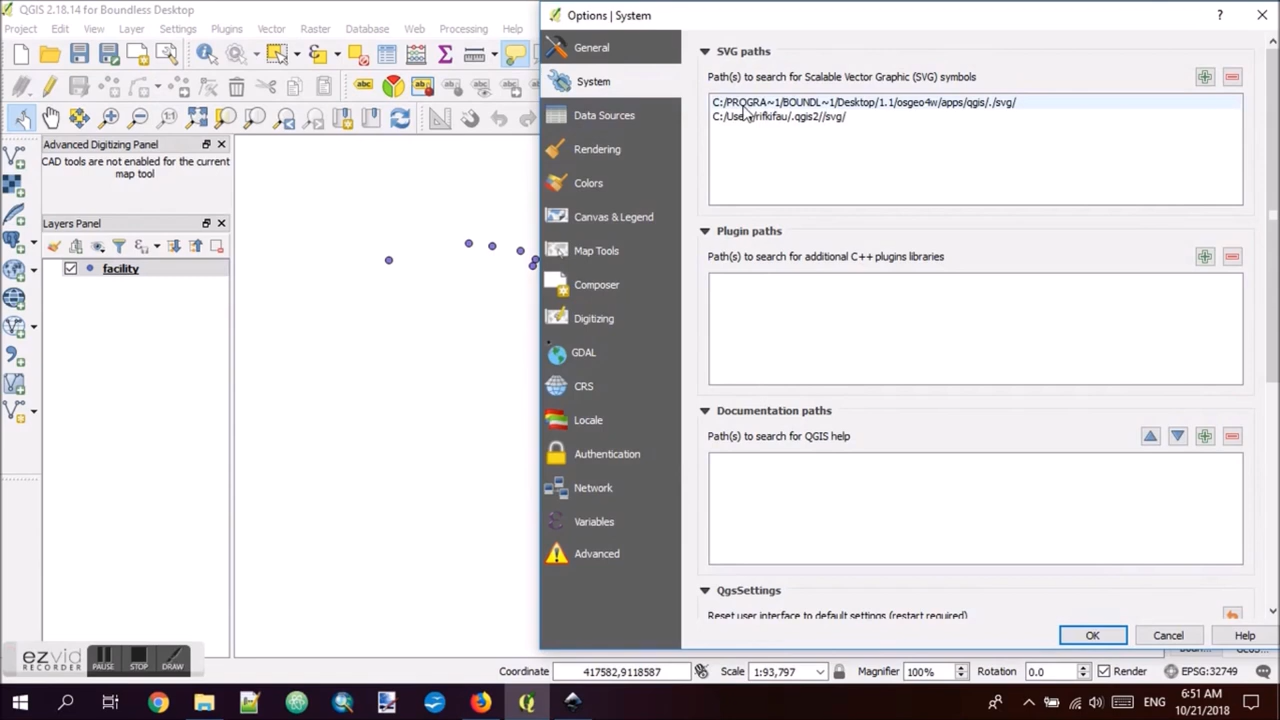 QGIS 2.18.14 for Boundless Desktop
Project Edit View Layer Settings Plugins Vector Raster Database Web Processing Help
Advanced Digitizing Panel
CAD tools are not enabled for the current
map tool
Layers Panel
facility
Options | System
General
System
Data Sources
Rendering
Colors
Canvas & Legend
Map Tools
Composer
Digitizing
GDAL
CRS
Locale
Authentication
Network
Variables
Advanced
SVG paths
Path(s) to search for Scalable Vector Graphic (SVG) symbols
C:/PROGRA~1/BOUNDL~1/Desktop/1.1/osgeo4w/apps/qgis/./svg/
C:/Users/rifkifau/.qgis2//svg/
Plugin paths
Path(s) to search for additional C++ plugins libraries
Documentation paths
Path(s) to search for QGIS help
QgsSettings
Reset user interface to default settings (restart required)
OK Cancel Help
ezvid
RECORDER
PAUSE STOP DRAW
Coordinate 417582,9118587 Scale 1:93,797 Magnifier 100% Rotation 0.0 Render EPSG:32749
ENG
6:51 AM
10/21/2018